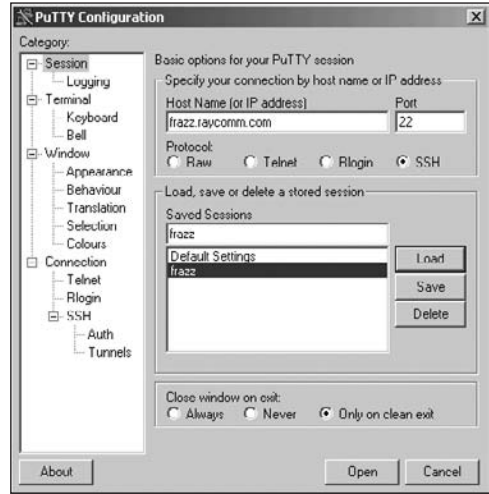 PuTTY Configuration
Category:
Session
Logging
Terminal
Keyboard
Bell
Window
Appearance
Behaviour
Translation
Selection
Colours
Connection
Telnet
Rlogin
SSH
Auth
Tunnels
Basic options for your PuTTY session
Specify your connection by host name or IP address
Host Name (or IP address)
Port
frazz.raycomm.com
22
Protocol:
Raw
Telnet
Rlogin
SSH
Load, save or delete a stored session
Saved Sessions
frazz
Default Settings
frazz
Load
Save
Delete
Close window on exit:
Always
Never
Only on clean exit
About
Open
Cancel